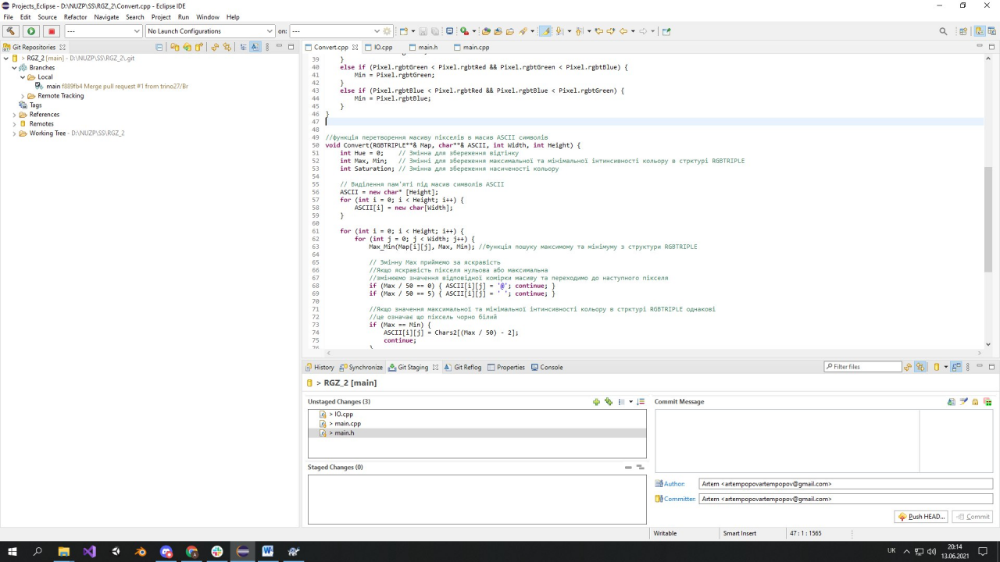 Projects_Eclipse - D:\NUZP\SS\RGZ_2\Convert.cpp - Eclipse IDE
File Edit Source Refactor Navigate Search Project Run Window Help
--- No Launch Configurations on: ---
Git Repositories
> RGZ_2 [main] - D:\NUZP\SS\RGZ_2\.git
Branches
Local
main f889fb4 Merge pull request #1 from trino27/Br
Remote Tracking
Tags
References
Remotes
Working Tree - D:\NUZP\SS\RGZ_2
Convert.cpp IO.cpp main.h main.cpp
39 }
40 else if (Pixel.rgbtGreen < Pixel.rgbtRed && Pixel.rgbtGreen < Pixel.rgbtBlue) {
41 Min = Pixel.rgbtGreen;
42 }
43 else if (Pixel.rgbtBlue < Pixel.rgbtRed && Pixel.rgbtBlue < Pixel.rgbtGreen) {
44 Min = Pixel.rgbtBlue;
45 }
46 }
47
48
49 //функція перетворення масиву пікселів в масив ASCII символів
50 void Convert(RGBTRIPLE**& Map, char**& ASCII, int Width, int Height) {
51 int Hue = 0; // Змінна для збереження відтінку
52 int Max, Min; // Змінні для збереження максимальної та мінімальної інтинсивності кольору в стрктурі RGBTRIPLE
53 int Saturation; // Змінна для збереження насиченості кольору
54
55 // Виділення пам'яті під масив символів ASCII
56 ASCII = new char* [Height];
57 for (int i = 0; i < Height; i++) {
58 ASCII[i] = new char[Width];
59 }
60
61 for (int i = 0; i < Height; i++) {
62 for (int j = 0; j < Width; j++) {
63 Max_Min(Map[i][j], Max, Min); //Функція пошуку максимому та мінімуму з структури RGBTRIPLE
64
65 // Змінну Max приймемо за яскравість
66 //Якщо яскравість пікселя нульова або максимальна
67 //змінюємо значення відповідної комірки масиву та переходимо до наступного пікселя
68 if (Max / 50 == 0) { ASCII[i][j] = '@'; continue; }
69 if (Max / 50 == 5) { ASCII[i][j] = ' '; continue; }
70
71 //Якщо значення максимальної та мінімальної інтинсивності кольору в стрктурі RGBTRIPLE однакові
72 //це означає що піксель чорно білий
73 if (Max == Min) {
74 ASCII[i][j] = Chars2[(Max / 50) - 2];
75 continue;
76 }
History Synchronize Git Staging Git Reflog Properties Console Filter files
> RGZ_2 [main]
Unstaged Changes (3)
> IO.cpp
> main.cpp
> main.h
Staged Changes (0)
Commit Message
Author: Artem <artempopovartempopov@gmail.com>
Committer: Artem <artempopovartempopov@gmail.com>
Push HEAD... Commit
Writable Smart Insert 47 : 1 : 1565
UK 20:14
13.06.2021